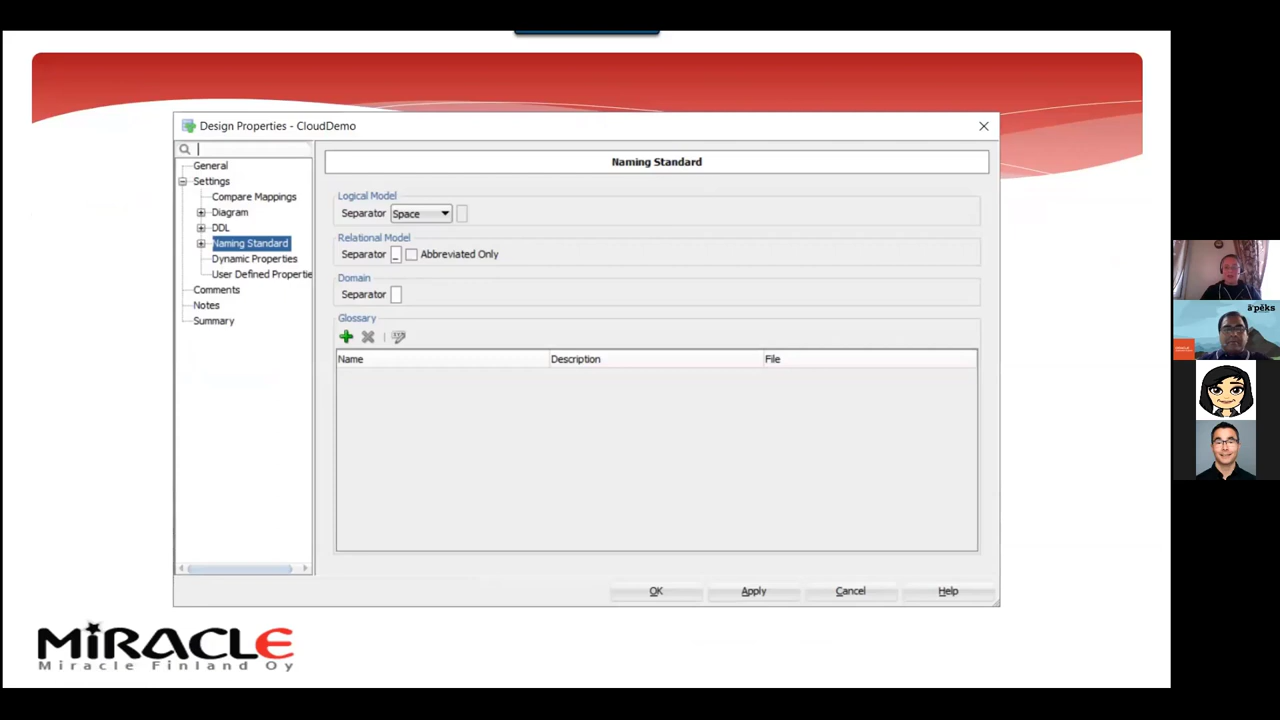 Design Properties - CloudDemo
General
Settings
Compare Mappings
Diagram
DDL
Naming Standard
Dynamic Properties
User Defined Propertie
Comments
Notes
Summary
Naming Standard
Logical Model
Separator Space
Relational Model
Separator _ Abbreviated Only
Domain
Separator
Glossary
Name Description File
OK Apply Cancel Help
MIRACLE
Miracle Finland Oy
āpĕks